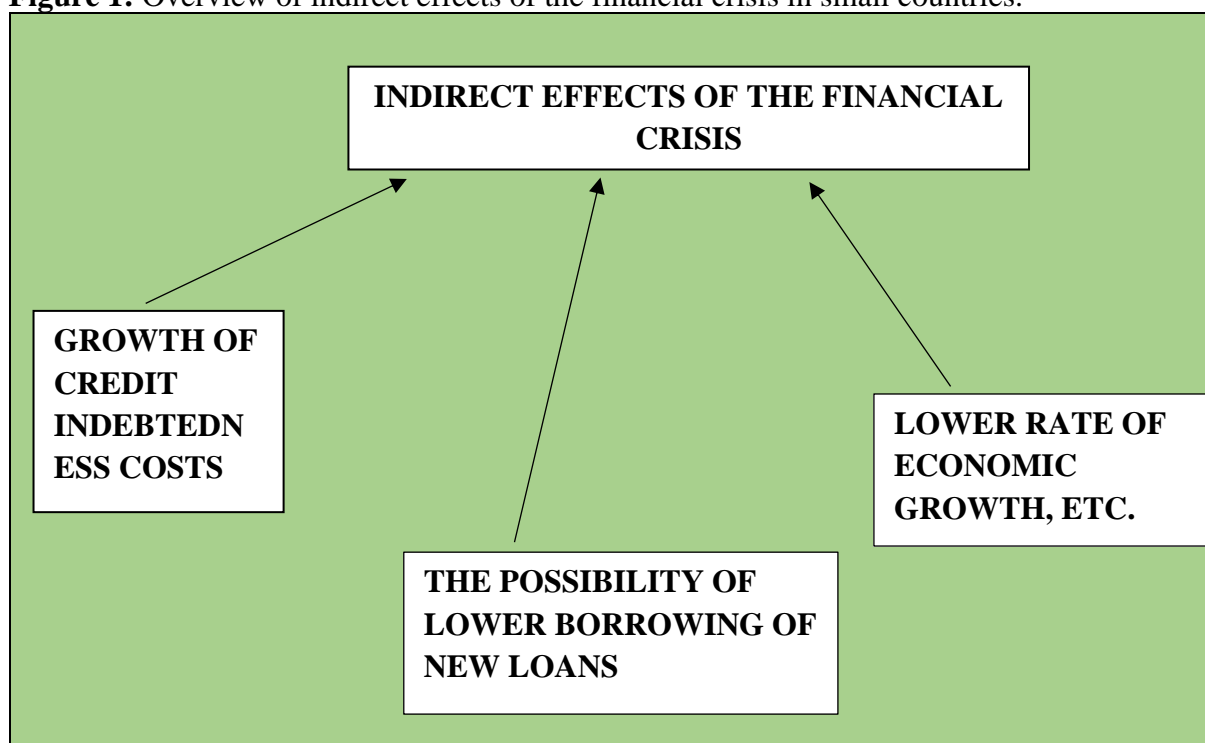 Figure 1: Overview of indirect effects of the financial crisis in small countries.
INDIRECT EFFECTS OF THE FINANCIAL
CRISIS
GROWTH OF
CREDIT
INDEBTEDN
ESS COSTS
LOWER RATE OF
ECONOMIC
GROWTH, ETC.
THE POSSIBILITY OF
LOWER BORROWING OF
NEW LOANS